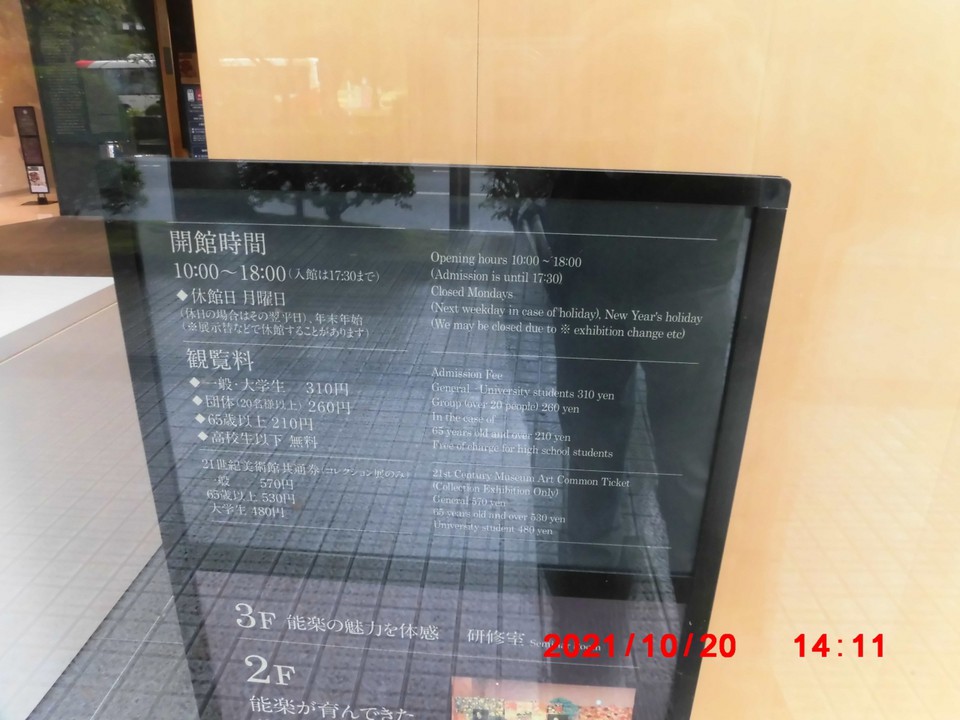 開館時間
10:00～18:00（入館は17:30まで）
◆休館日 月曜日
（休日の場合はその翌平日）、年末年始
（※展示替などで休館することがあります）
Opening hours 10:00～18:00
(Admission is until 17:30)
Closed Mondays
(Next weekday in case of holiday), New Year's holiday
(We may be closed due to ※ exhibition change etc)
観覧料
◆一般・大学生 310円
◆団体（20名様以上）260円
◆65歳以上 210円
◆高校生以下 無料
Admission Fee
General · University students 310 yen
Group (over 20 people) 260 yen
In the case of
65 years old and over 210 yen
Free of charge for high school students
21世紀美術館共通券（コレクション展のみ）
一般 570円
65歳以上 530円
大学生 480円
21st Century Museum Art Common Ticket
(Collection Exhibition Only)
General 570 yen
65 years old and over 530 yen
University student 480 yen
3F 能楽の魅力を体感 研修室
2F
能楽が育んできた
2021/10/20 14:11